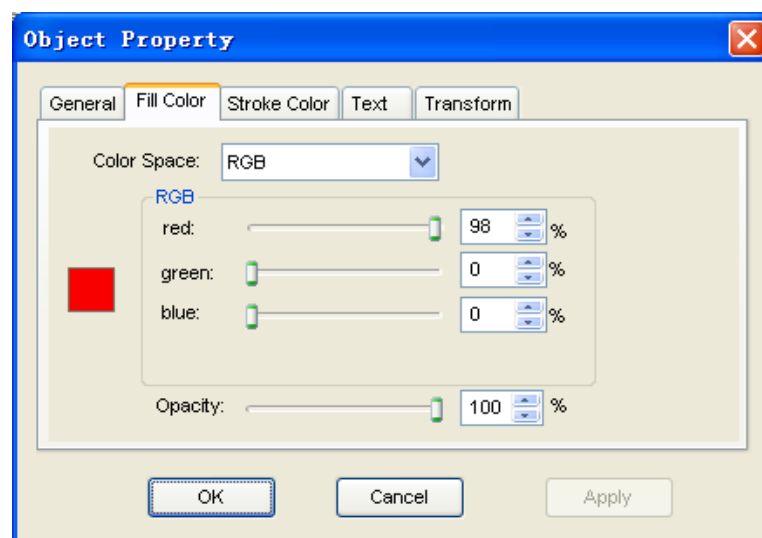 Object Property
General Fill Color Stroke Color Text Transform
Color Space: RGB
RGB
red: 98 %
green: 0 %
blue: 0 %
Opacity: 100 %
OK Cancel Apply